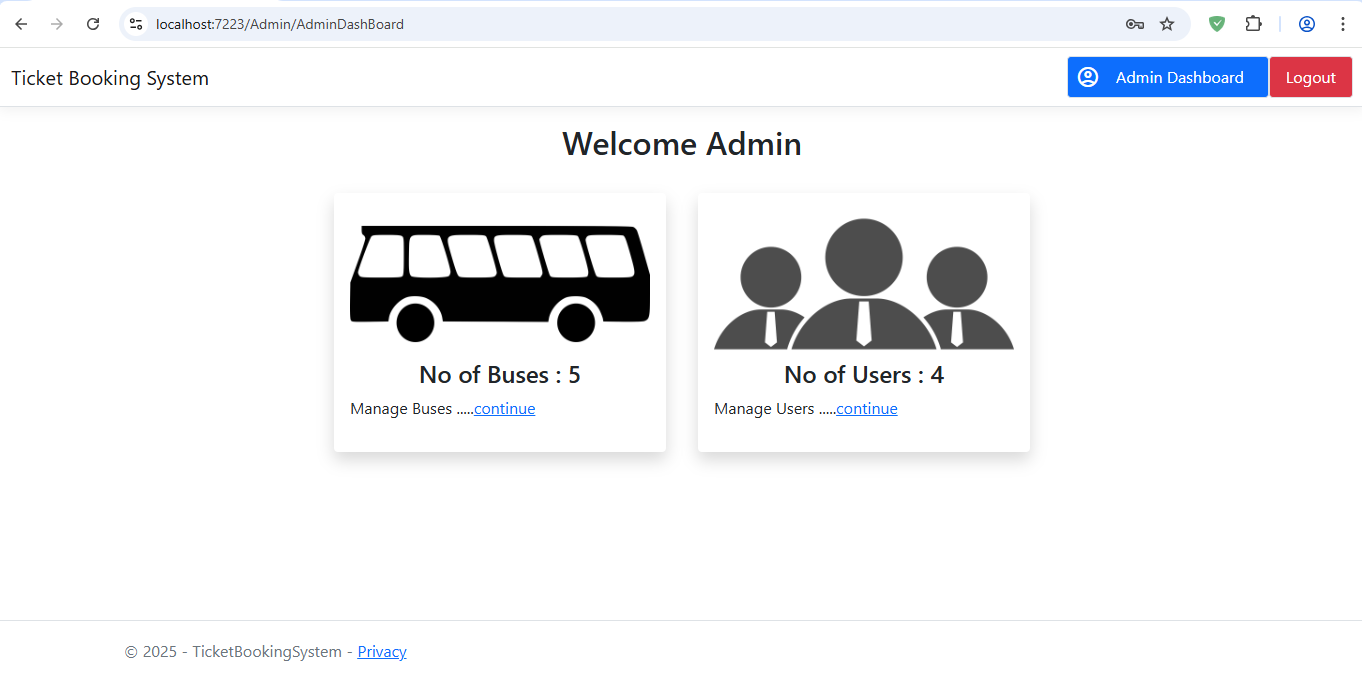 localhost:7223/Admin/AdminDashBoard
Ticket Booking System
Admin Dashboard
Logout
Welcome Admin
No of Buses : 5
Manage Buses .....continue
No of Users : 4
Manage Users .....continue
© 2025 - TicketBookingSystem - Privacy